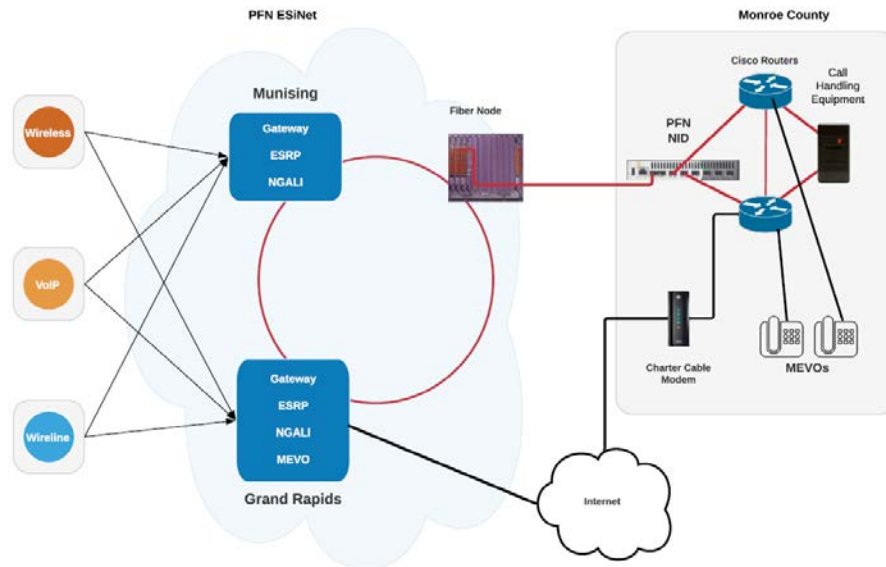 PFN ESiNet
Monroe County
Cisco Routers
Call
Handling
Equipment
Munising
Fiber Node
Wireless
Gateway
ESRP
NGALI
PFN
NID
VoIP
Charter Cable
Modem
MEVOs
Gateway
ESRP
NGALI
MEVO
Wireline
Grand Rapids
Internet